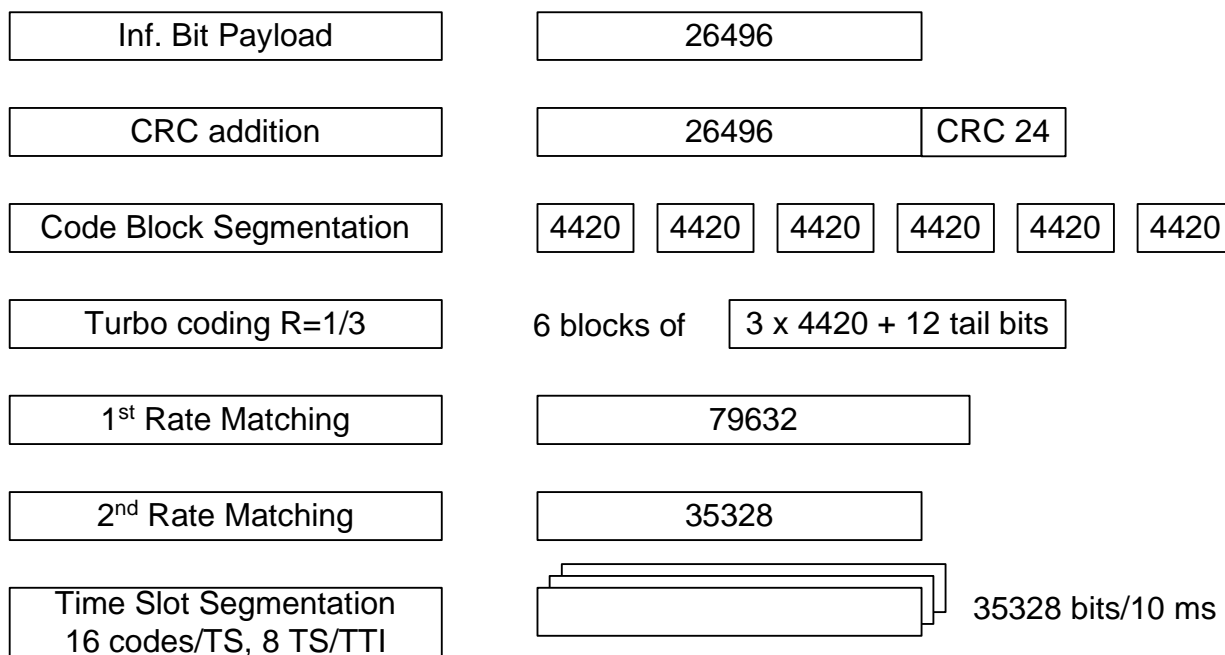 Inf. Bit Payload 26496
CRC addition 26496 CRC 24
Code Block Segmentation 4420 4420 4420 4420 4420 4420
Turbo coding R=1/3 6 blocks of 3 x 4420 + 12 tail bits
1st Rate Matching 79632
2nd Rate Matching 35328
Time Slot Segmentation
16 codes/TS, 8 TS/TTI
35328 bits/10 ms